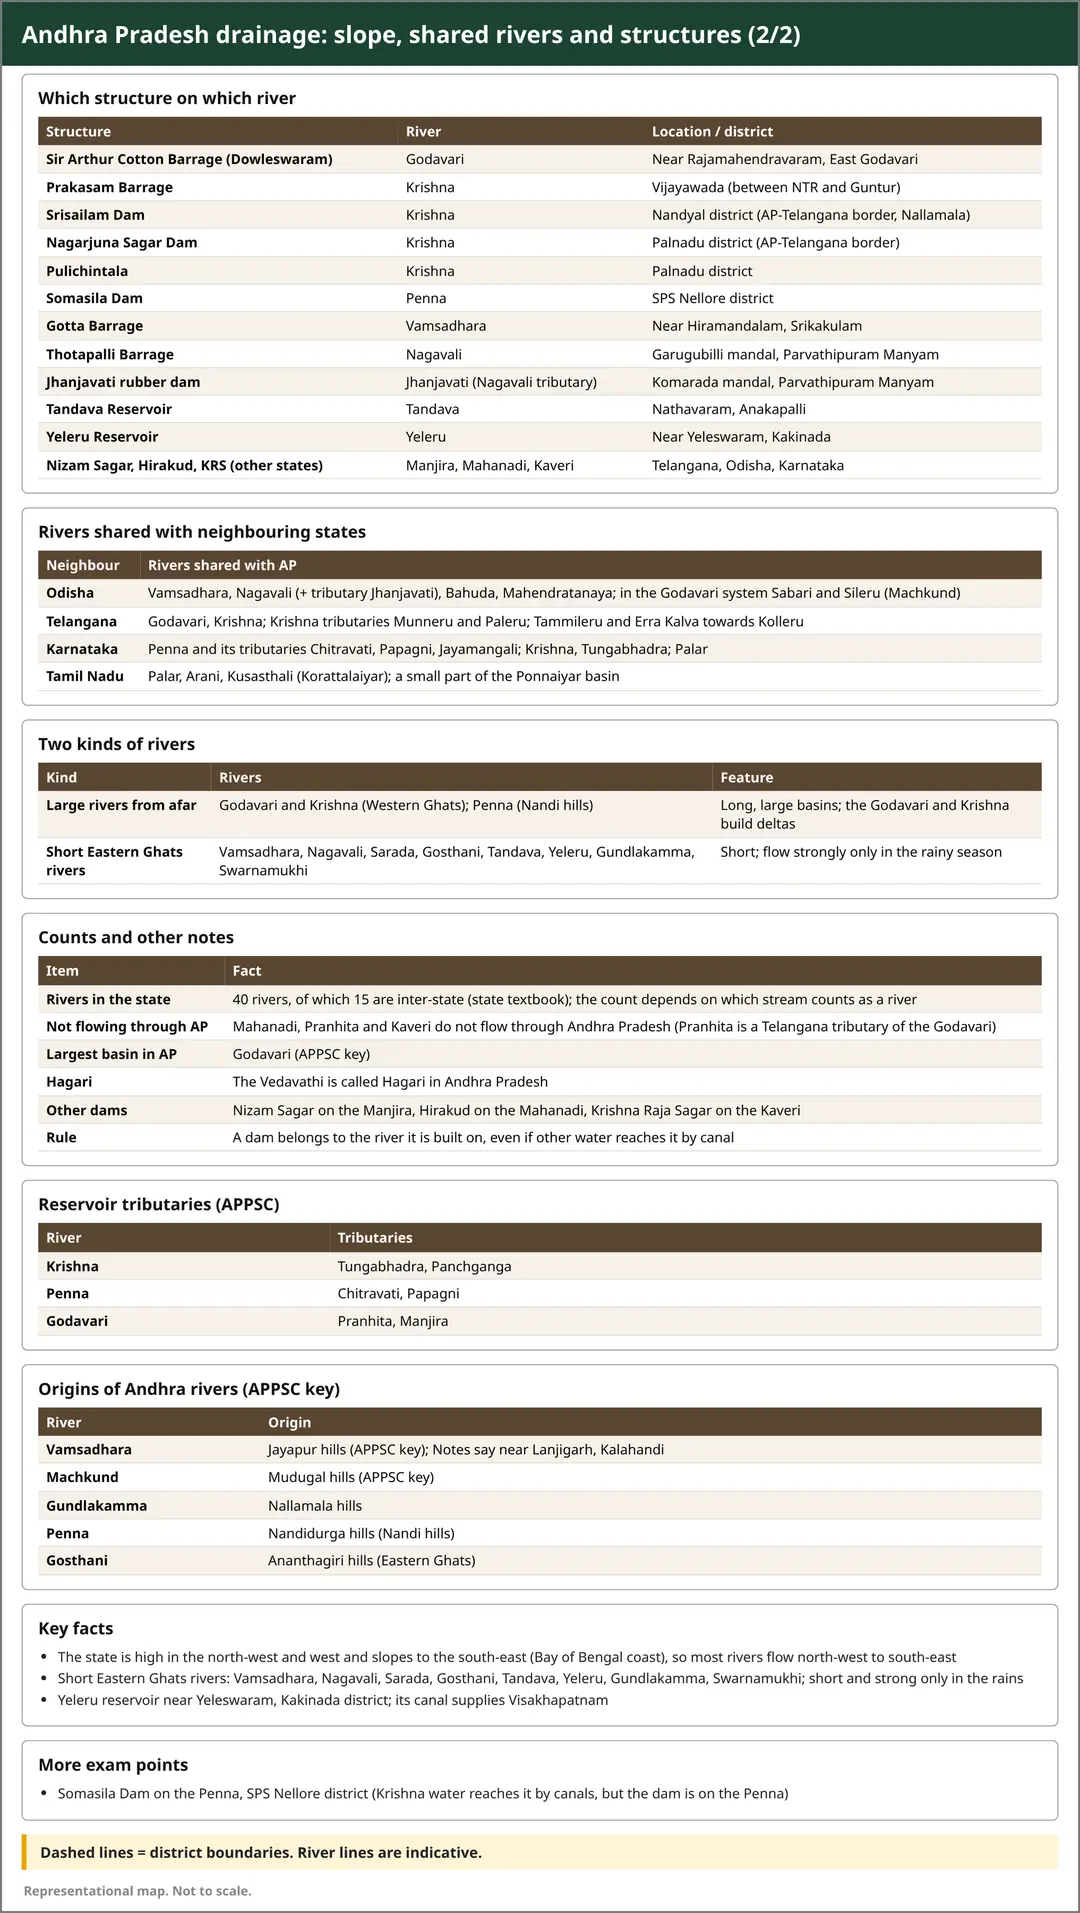 Andhra Pradesh drainage: slope, shared rivers and structures (2/2)
Which structure on which river
Structure River Location / district
Sir Arthur Cotton Barrage (Dowleswaram) Godavari Near Rajamahendravaram, East Godavari
Prakasam Barrage Krishna Vijayawada (between NTR and Guntur)
Srisailam Dam Krishna Nandyal district (AP-Telangana border, Nallamala)
Nagarjuna Sagar Dam Krishna Palnadu district (AP-Telangana border)
Pulichintala Krishna Palnadu district
Somasila Dam Penna SPS Nellore district
Gotta Barrage Vamsadhara Near Hiramandalam, Srikakulam
Thotapalli Barrage Nagavali Garugubilli mandal, Parvathipuram Manyam
Jhanjavati rubber dam Jhanjavati (Nagavali tributary) Komarada mandal, Parvathipuram Manyam
Tandava Reservoir Tandava Nathavaram, Anakapalli
Yeleru Reservoir Yeleru Near Yeleswaram, Kakinada
Nizam Sagar, Hirakud, KRS (other states) Manjira, Mahanadi, Kaveri Telangana, Odisha, Karnataka
Rivers shared with neighbouring states
Neighbour Rivers shared with AP
Odisha Vamsadhara, Nagavali (+ tributary Jhanjavati), Bahuda, Mahendratanaya; in the Godavari system Sabari and Sileru (Machkund)
Telangana Godavari, Krishna; Krishna tributaries Munneru and Paleru; Tammileru and Erra Kalva towards Kolleru
Karnataka Penna and its tributaries Chitravati, Papagni, Jayamangali; Krishna, Tungabhadra; Palar
Tamil Nadu Palar, Arani, Kusasthali (Korattalaiyar); a small part of the Ponnaiyar basin
Two kinds of rivers
Kind Rivers Feature
Large rivers from afar Godavari and Krishna (Western Ghats); Penna (Nandi hills) Long, large basins; the Godavari and Krishna
build deltas
Short Eastern Ghats Vamsadhara, Nagavali, Sarada, Gosthani, Tandava, Yeleru, Gundlakamma, Short; flow strongly only in the rainy season
rivers Swarnamukhi
Counts and other notes
Item Fact
Rivers in the state 40 rivers, of which 15 are inter-state (state textbook); the count depends on which stream counts as a river
Not flowing through AP Mahanadi, Pranhita and Kaveri do not flow through Andhra Pradesh (Pranhita is a Telangana tributary of the Godavari)
Largest basin in AP Godavari (APPSC key)
Hagari The Vedavathi is called Hagari in Andhra Pradesh
Other dams Nizam Sagar on the Manjira, Hirakud on the Mahanadi, Krishna Raja Sagar on the Kaveri
Rule A dam belongs to the river it is built on, even if other water reaches it by canal
Reservoir tributaries (APPSC)
River Tributaries
Krishna Tungabhadra, Panchganga
Penna Chitravati, Papagni
Godavari Pranhita, Manjira
Origins of Andhra rivers (APPSC key)
River Origin
Vamsadhara Jayapur hills (APPSC key); Notes say near Lanjigarh, Kalahandi
Machkund Mudugal hills (APPSC key)
Gundlakamma Nallamala hills
Penna Nandidurga hills (Nandi hills)
Gosthani Ananthagiri hills (Eastern Ghats)
Key facts
• The state is high in the north-west and west and slopes to the south-east (Bay of Bengal coast), so most rivers flow north-west to south-east
• Short Eastern Ghats rivers: Vamsadhara, Nagavali, Sarada, Gosthani, Tandava, Yeleru, Gundlakamma, Swarnamukhi; short and strong only in the rains
• Yeleru reservoir near Yeleswaram, Kakinada district; its canal supplies Visakhapatnam
More exam points
• Somasila Dam on the Penna, SPS Nellore district (Krishna water reaches it by canals, but the dam is on the Penna)
Dashed lines = district boundaries. River lines are indicative.
Representational map. Not to scale.